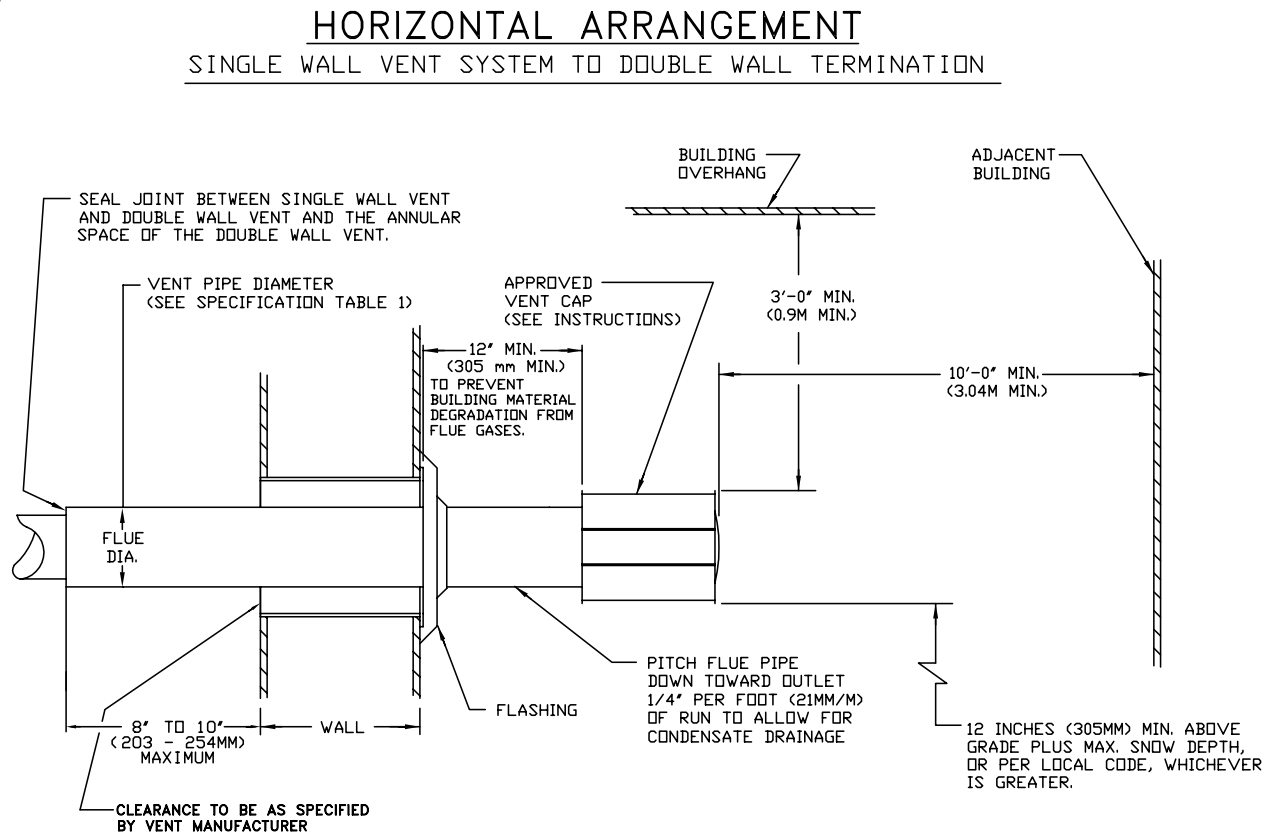 HORIZONTAL ARRANGEMENT
SINGLE WALL VENT SYSTEM TO DOUBLE WALL TERMINATION
BUILDING
OVERHANG
ADJACENT
BUILDING
SEAL JOINT BETWEEN SINGLE WALL VENT
AND DOUBLE WALL VENT AND THE ANNULAR
SPACE OF THE DOUBLE WALL VENT.
VENT PIPE DIAMETER
(SEE SPECIFICATION TABLE 1)
APPROVED
VENT CAP
(SEE INSTRUCTIONS)
3'-0" MIN.
(0.9M MIN.)
12" MIN.
(305 mm MIN.)
TO PREVENT
BUILDING MATERIAL
DEGRADATION FROM
FLUE GASES.
10'-0" MIN.
(3.04M MIN.)
FLUE
DIA.
PITCH FLUE PIPE
DOWN TOWARD OUTLET
1/4" PER FOOT (21MM/M)
OF RUN TO ALLOW FOR
CONDENSATE DRAINAGE
FLASHING
8" TO 10"
(203 - 254MM)
MAXIMUM
WALL
12 INCHES (305MM) MIN. ABOVE
GRADE PLUS MAX. SNOW DEPTH,
OR PER LOCAL CODE, WHICHEVER
IS GREATER.
CLEARANCE TO BE AS SPECIFIED
BY VENT MANUFACTURER